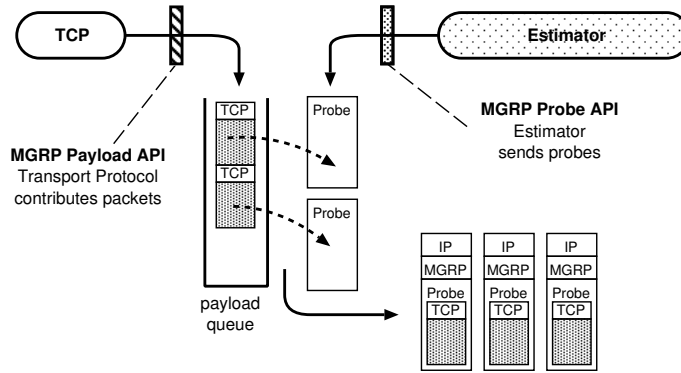 TCP
Estimator
MGRP Payload API
Transport Protocol
contributes packets
TCP
TCP
payload
queue
Probe
Probe
MGRP Probe API
Estimator
sends probes
IP
MGRP
Probe
TCP
IP
MGRP
Probe
TCP
IP
MGRP
Probe
TCP